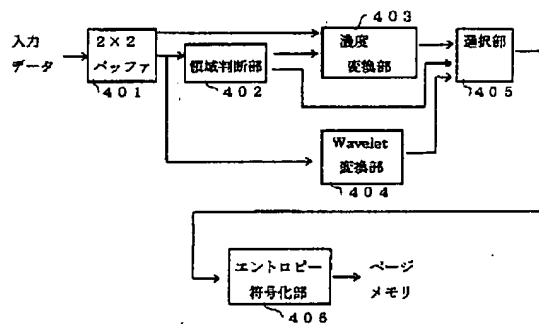 入力
データ
2×2
バッファ
401
領域判断部
402
403
濃度
変換部
Wavelet
変換部
404
選択部
405
エントロピー
符号化部
406
ページ
メモリ